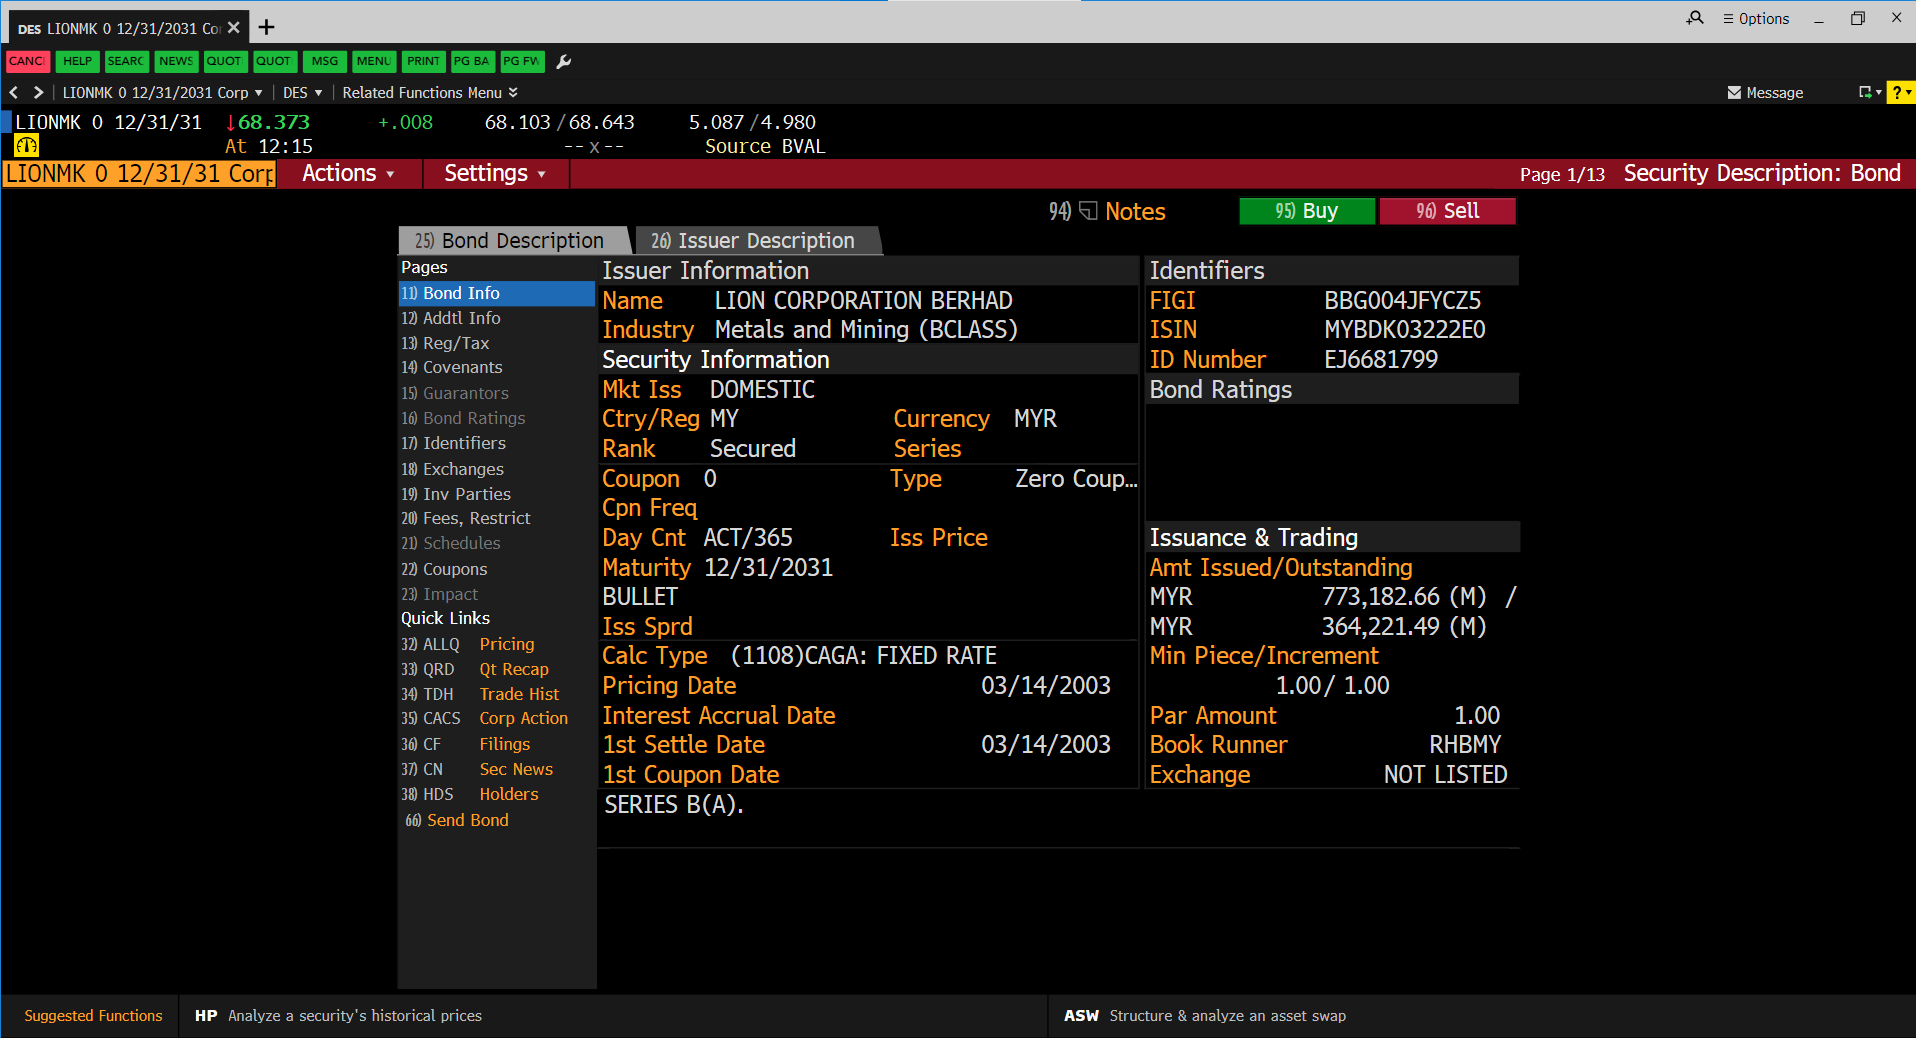 DES LIONMK 0 12/31/2031 Co
Options
CANC HELP SEARC NEWS QUOT QUOT MSG MENU PRINT PG BA PG FW
LIONMK 0 12/31/2031 Corp DES Related Functions Menu Message ?
LIONMK 0 12/31/31 ↓68.373 +.008 68.103/68.643 5.087/4.980
At 12:15 --x-- Source BVAL
LIONMK 0 12/31/31 Corp Actions Settings Page 1/13 Security Description: Bond
94) Notes 95) Buy 96) Sell
25) Bond Description 26) Issuer Description
Pages
11) Bond Info
12) Addtl Info
13) Reg/Tax
14) Covenants
15) Guarantors
16) Bond Ratings
17) Identifiers
18) Exchanges
19) Inv Parties
20) Fees, Restrict
21) Schedules
22) Coupons
23) Impact
Quick Links
32) ALLQ Pricing
33) QRD Qt Recap
34) TDH Trade Hist
35) CACS Corp Action
36) CF Filings
37) CN Sec News
38) HDS Holders
66) Send Bond
Issuer Information
Name LION CORPORATION BERHAD
Industry Metals and Mining (BCLASS)
Security Information
Mkt Iss DOMESTIC
Ctry/Reg MY Currency MYR
Rank Secured Series
Coupon 0 Type Zero Coup...
Cpn Freq
Day Cnt ACT/365 Iss Price
Maturity 12/31/2031
BULLET
Iss Sprd
Calc Type (1108)CAGA: FIXED RATE
Pricing Date 03/14/2003
Interest Accrual Date
1st Settle Date 03/14/2003
1st Coupon Date
SERIES B(A).
Identifiers
FIGI BBG004JFYCZ5
ISIN MYBDK03222E0
ID Number EJ6681799
Bond Ratings
Issuance & Trading
Amt Issued/Outstanding
MYR 773,182.66 (M) /
MYR 364,221.49 (M)
Min Piece/Increment
1.00/ 1.00
Par Amount 1.00
Book Runner RHBMY
Exchange NOT LISTED
Suggested Functions HP Analyze a security's historical prices ASW Structure & analyze an asset swap